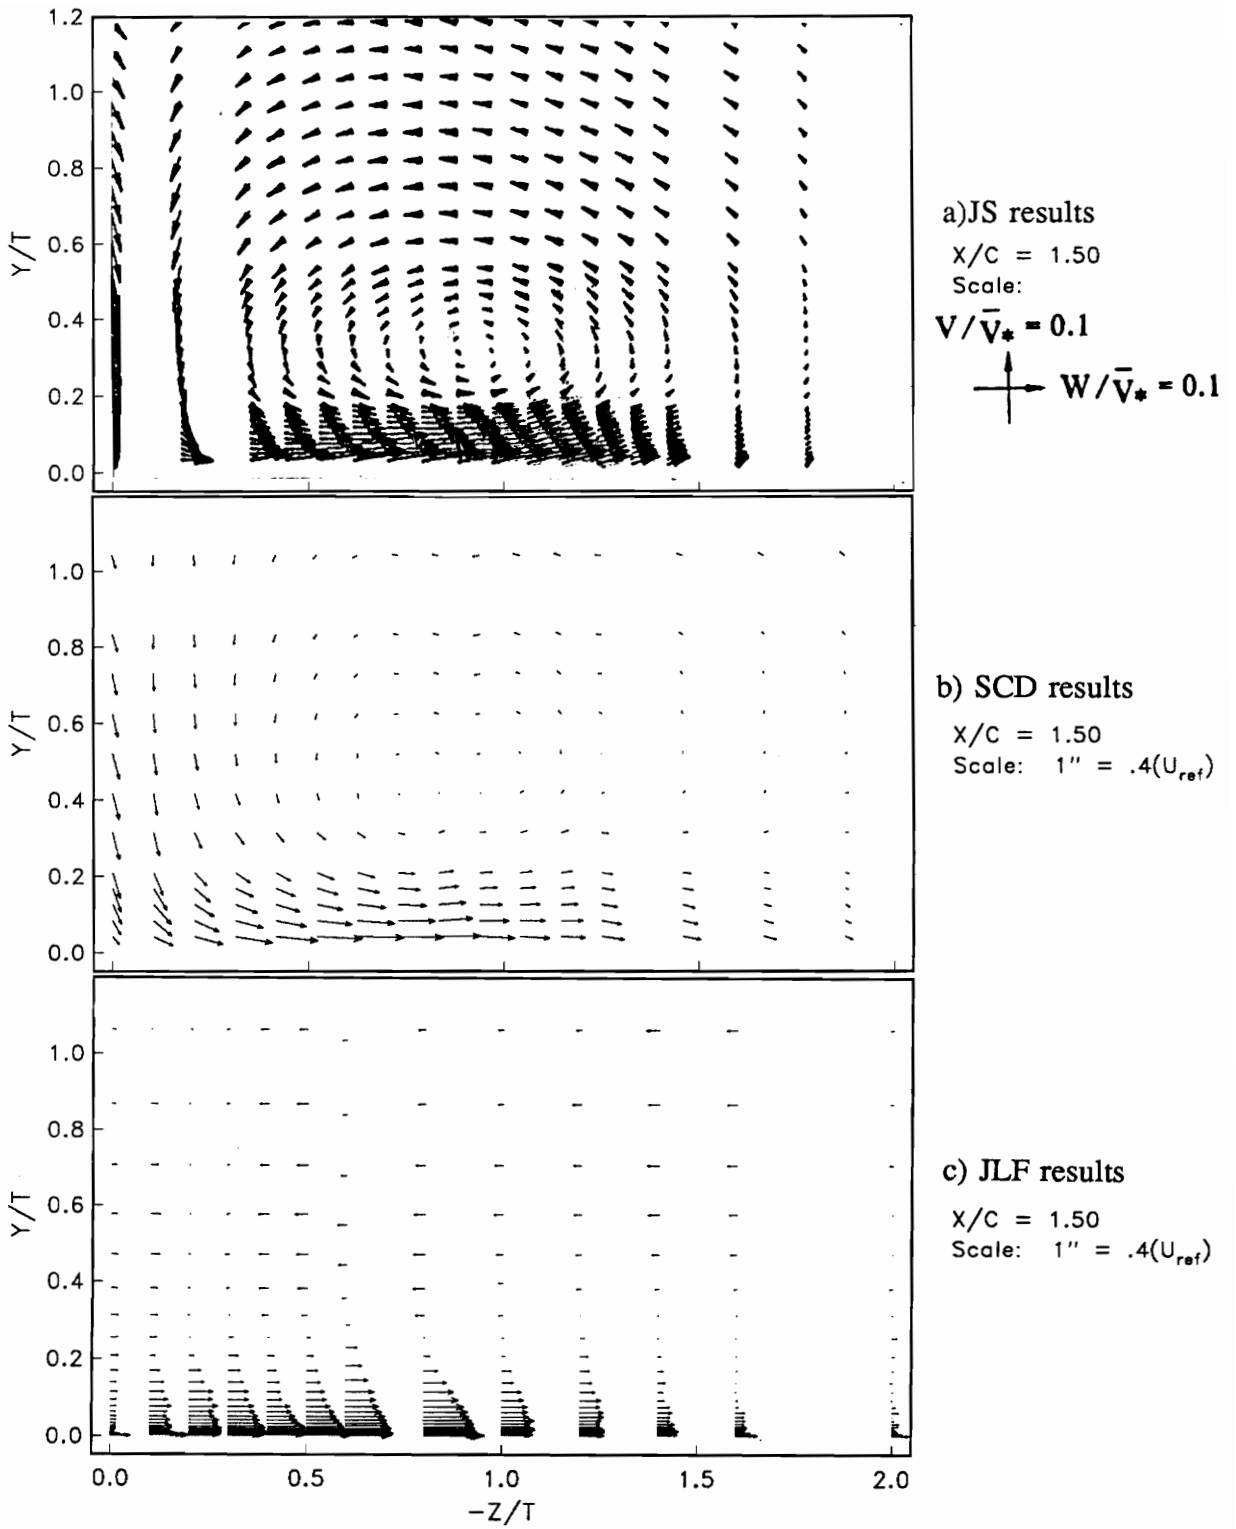 1.2
1.0
0.8
0.6
0.4
0.2
0.0
Y/T
a)JS results
X/C = 1.50
Scale:
V/V̅* = 0.1
W/V̅* = 0.1
1.0
0.8
0.6
0.4
0.2
0.0
Y/T
b) SCD results
X/C = 1.50
Scale: 1" = .4(Uref)
1.0
0.8
0.6
0.4
0.2
0.0
Y/T
c) JLF results
X/C = 1.50
Scale: 1" = .4(Uref)
0.0 0.5 1.0 1.5 2.0
-Z/T